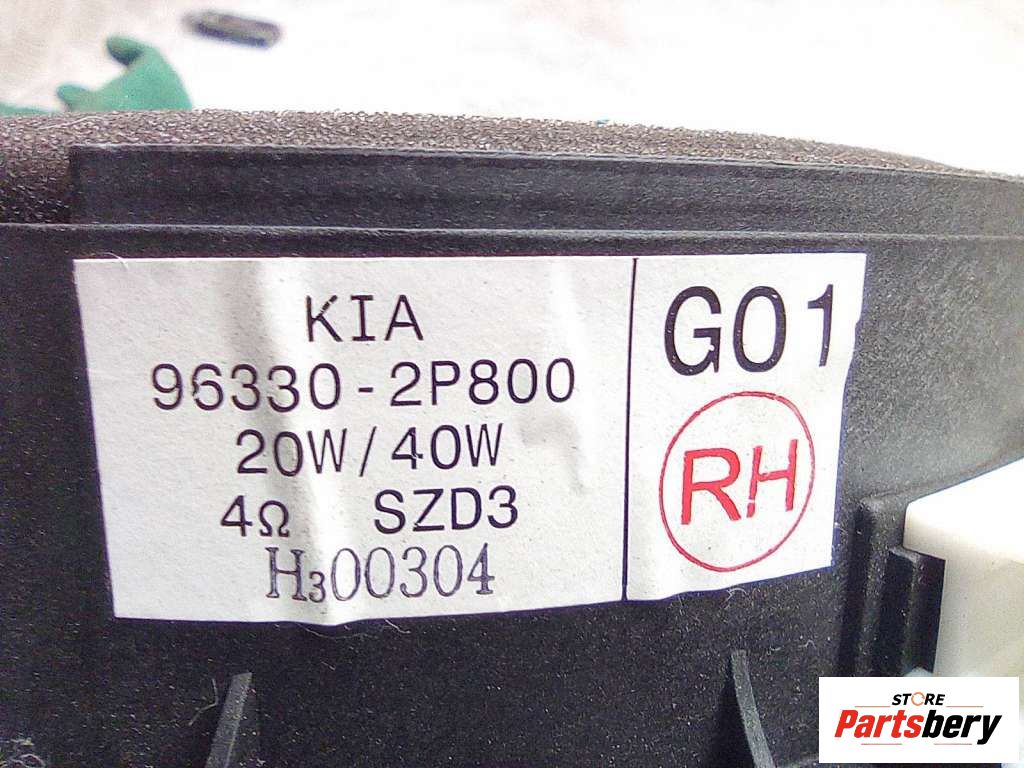 KIA
96330-2P800
20W/40W
4Ω SZD3
H₃00304
G01
RH
STORE
Partsbery